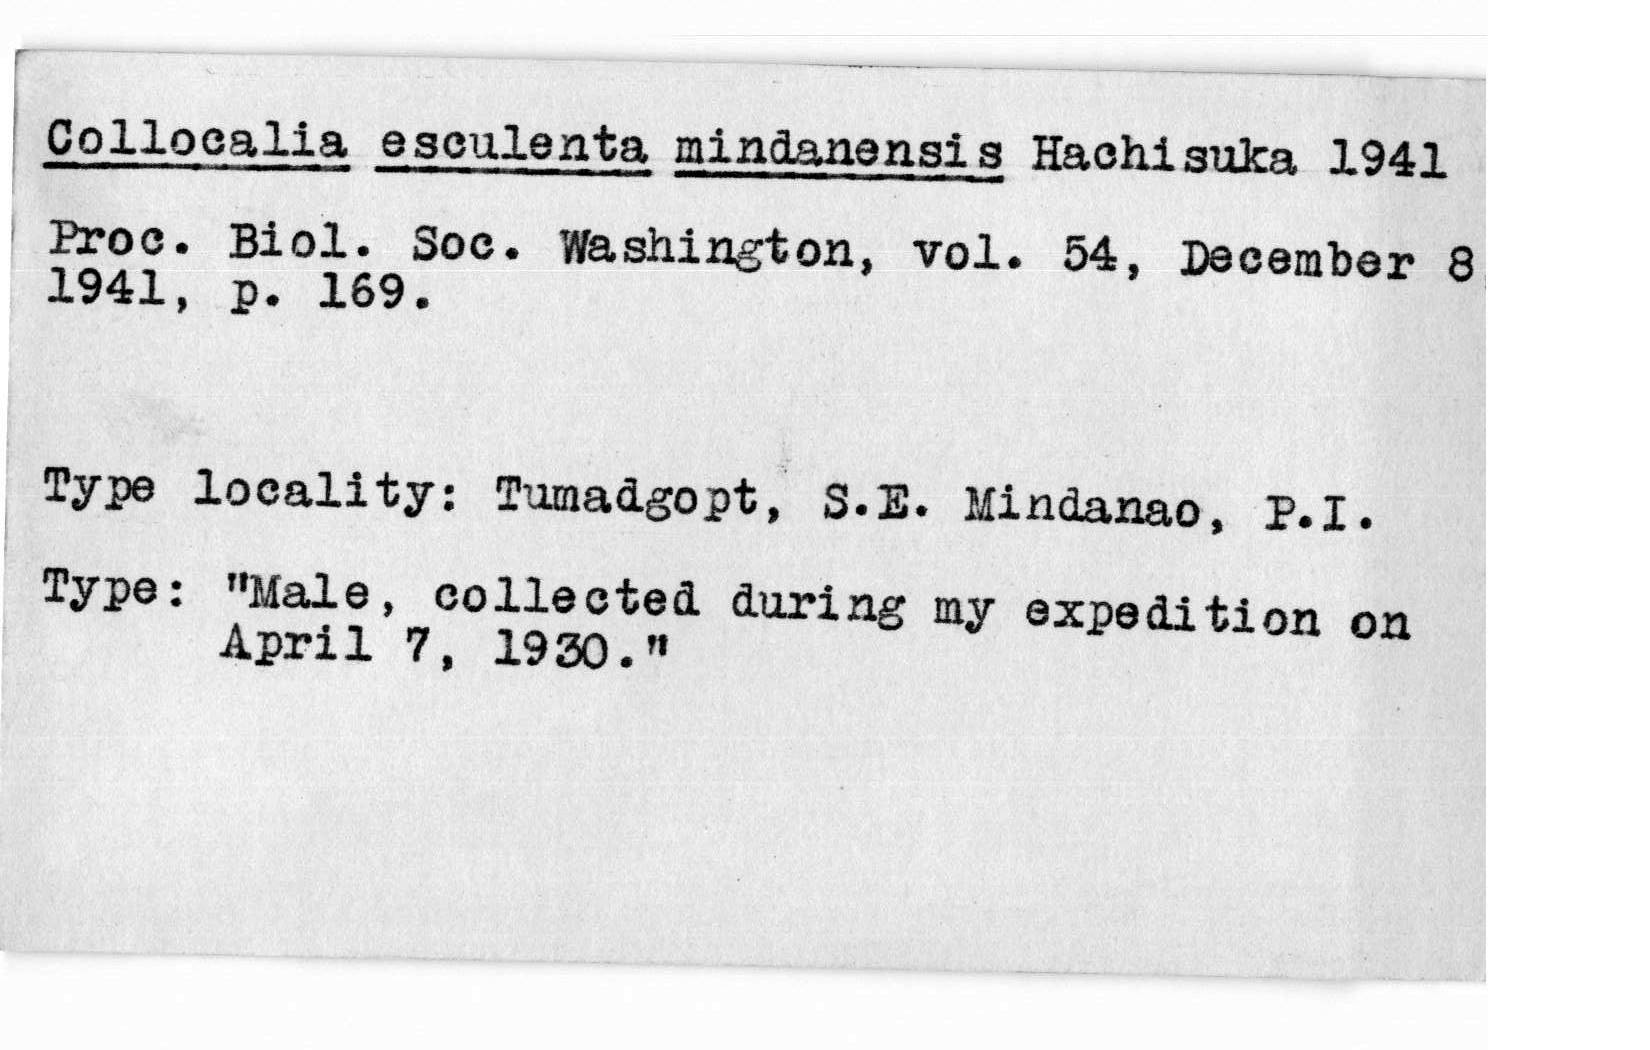 Collocalia esculenta mindanensis Hachisuka 1941
Proc. Biol. Soc. Washington, vol. 54, December 8
1941, p. 169.
Type locality: Tumadgopt, S.E. Mindanao, P.I.
Type: "Male, collected during my expedition on
April 7, 1930."